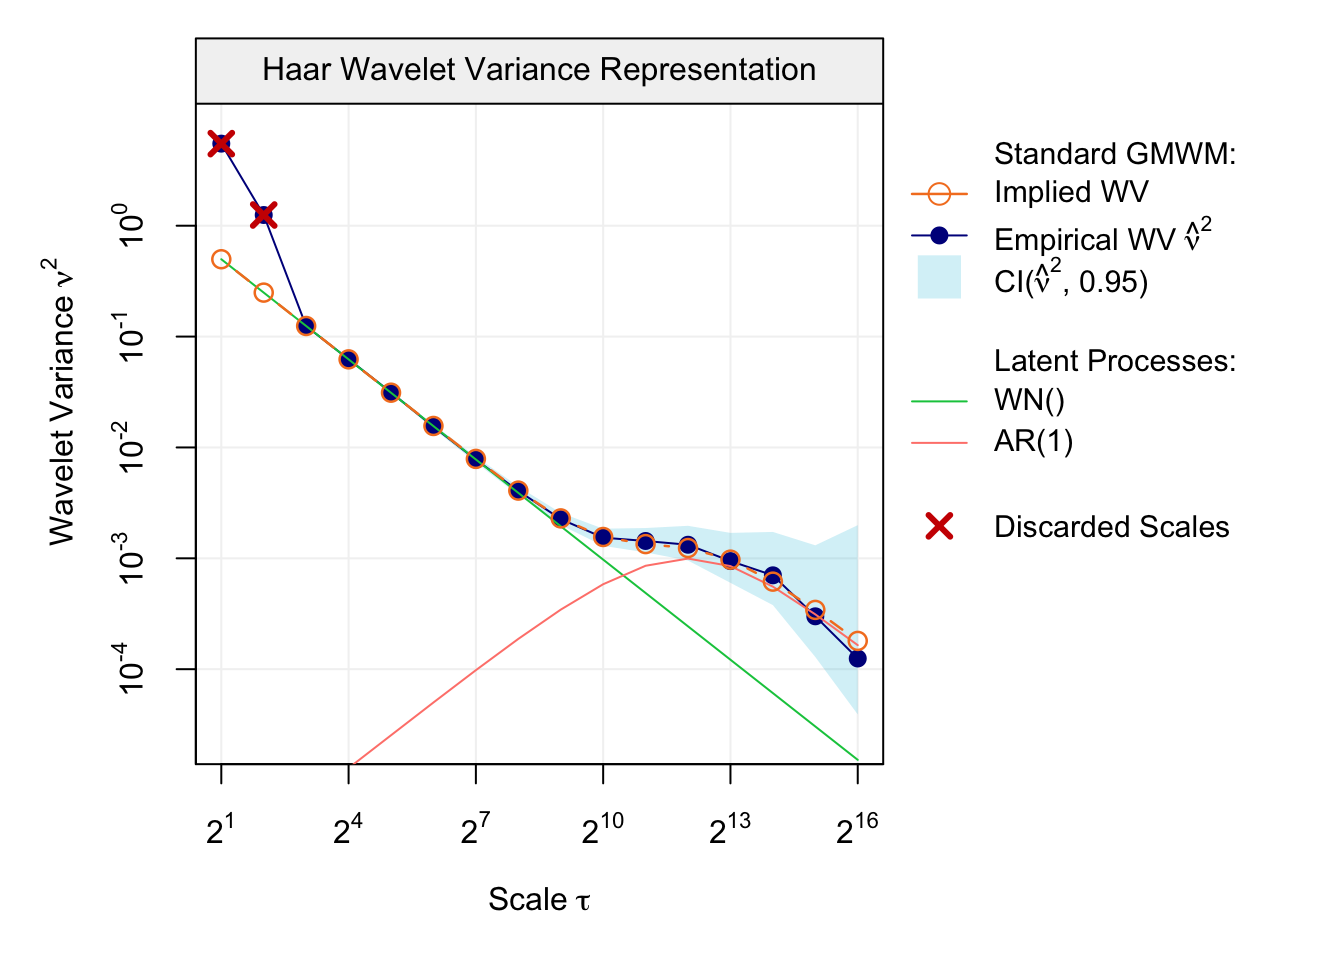 Haar Wavelet Variance Representation
Wavelet Variance ν²
10⁰
10⁻¹
10⁻²
10⁻³
10⁻⁴
2¹
2⁴
2⁷
2¹⁰
2¹³
2¹⁶
Scale τ
Standard GMWM:
Implied WV
Empirical WV ν̂²
CI(ν̂², 0.95)
Latent Processes:
WN()
AR(1)
Discarded Scales